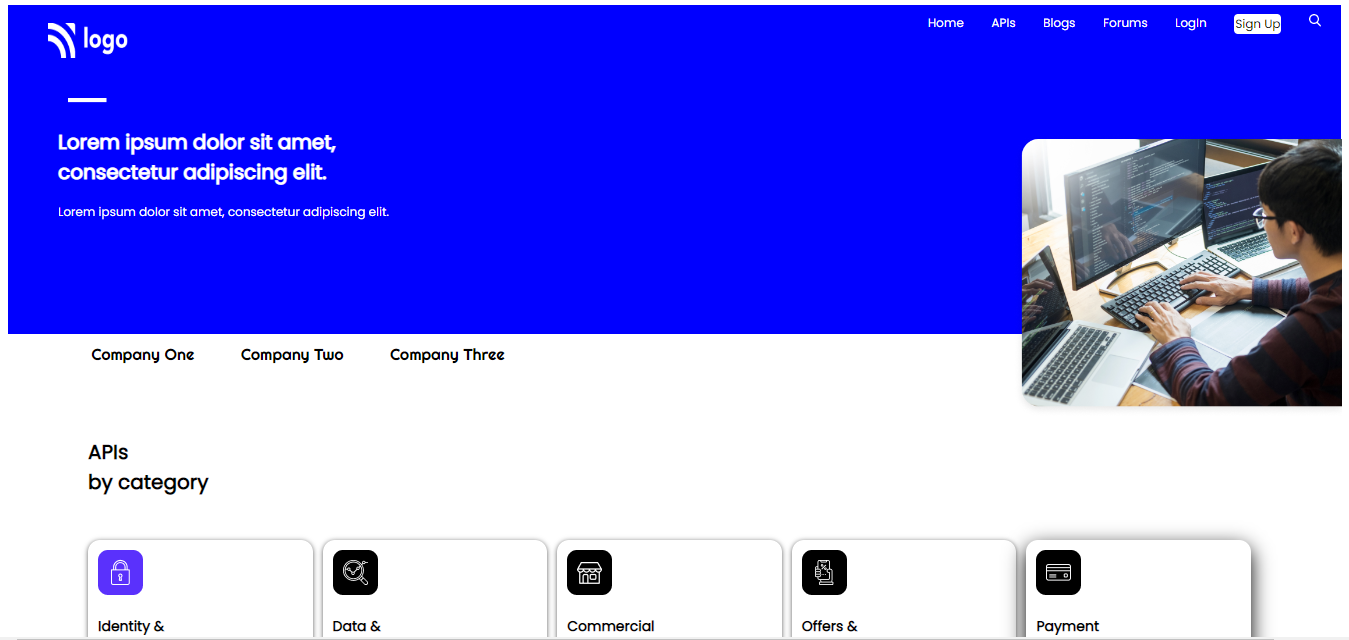 logo
Home APIs Blogs Forums LogIn Sign Up
Lorem ipsum dolor sit amet,
consectetur adipiscing elit.
Lorem ipsum dolor sit amet, consectetur adipiscing elit.
Company One Company Two Company Three
APIs
by category
Identity & Data & Commercial Offers & Payment